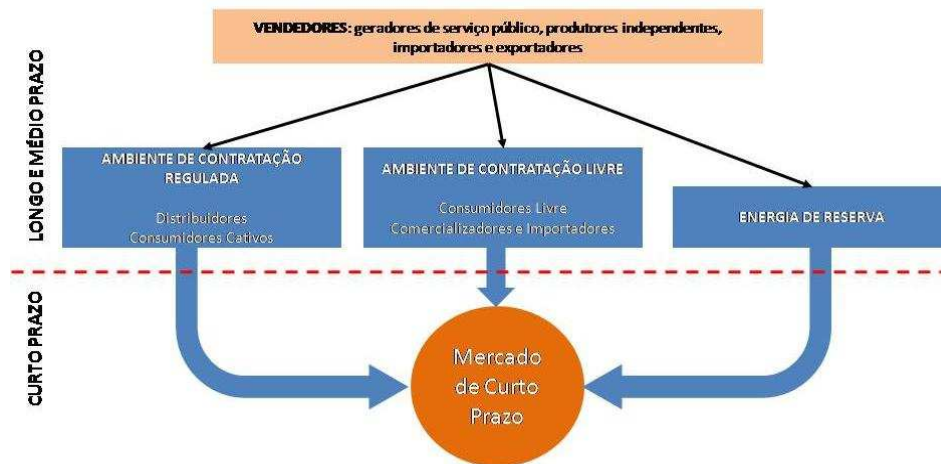 VENDEDORES: geradores de serviço público, produtores independentes,
importadores e exportadores
LONGO E MÉDIO PRAZO
AMBIENTE DE CONTRATAÇÃO
REGULADA
Distribuidores
Consumidores Cativos
AMBIENTE DE CONTRATAÇÃO LIVRE
Consumidores Livre
Comercializadores e Importadores
ENERGIA DE RESERVA
CURTO PRAZO
Mercado
de Curto
Prazo